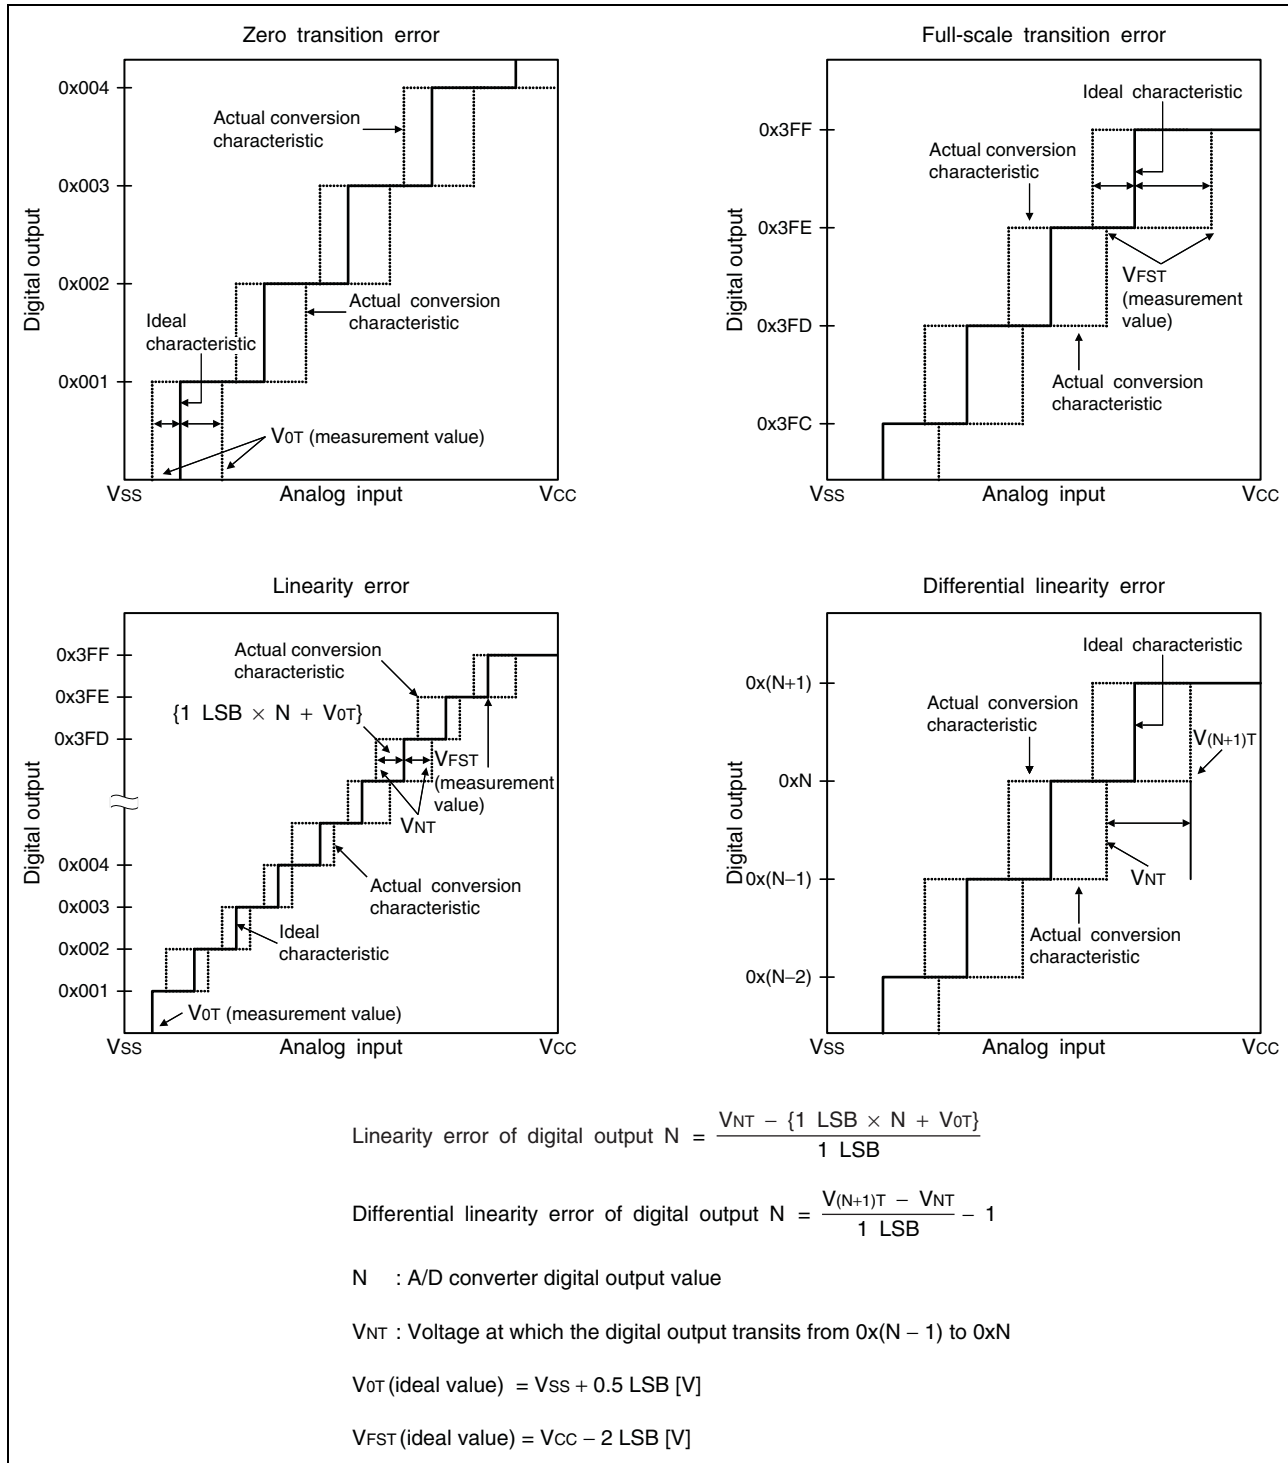 Zero transition error
0x004
0x003
0x002
0x001
Digital output
Actual conversion
characteristic
Actual conversion
characteristic
Ideal
characteristic
V0T (measurement value)
VSS
Analog input
VCC
Full-scale transition error
0x3FF
0x3FE
0x3FD
0x3FC
Digital output
Ideal characteristic
Actual conversion
characteristic
VFST
(measurement
value)
Actual conversion
characteristic
VSS
Analog input
VCC
Linearity error
0x3FF
0x3FE
0x3FD
0x004
0x003
0x002
0x001
Digital output
Actual conversion
characteristic
{1 LSB × N + V0T}
VFST
(measurement
value)
VNT
Actual conversion
characteristic
Ideal
characteristic
V0T (measurement value)
VSS
Analog input
VCC
Differential linearity error
0x(N+1)
0xN
0x(N−1)
0x(N−2)
Digital output
Ideal characteristic
Actual conversion
characteristic
V(N+1)T
VNT
Actual conversion
characteristic
VSS
Analog input
VCC
Linearity error of digital output N = VNT − {1 LSB × N + V0T}
1 LSB
Differential linearity error of digital output N = V(N+1)T − VNT − 1
1 LSB
N : A/D converter digital output value
VNT : Voltage at which the digital output transits from 0x(N − 1) to 0xN
V0T (ideal value) = VSS + 0.5 LSB [V]
VFST (ideal value) = VCC − 2 LSB [V]